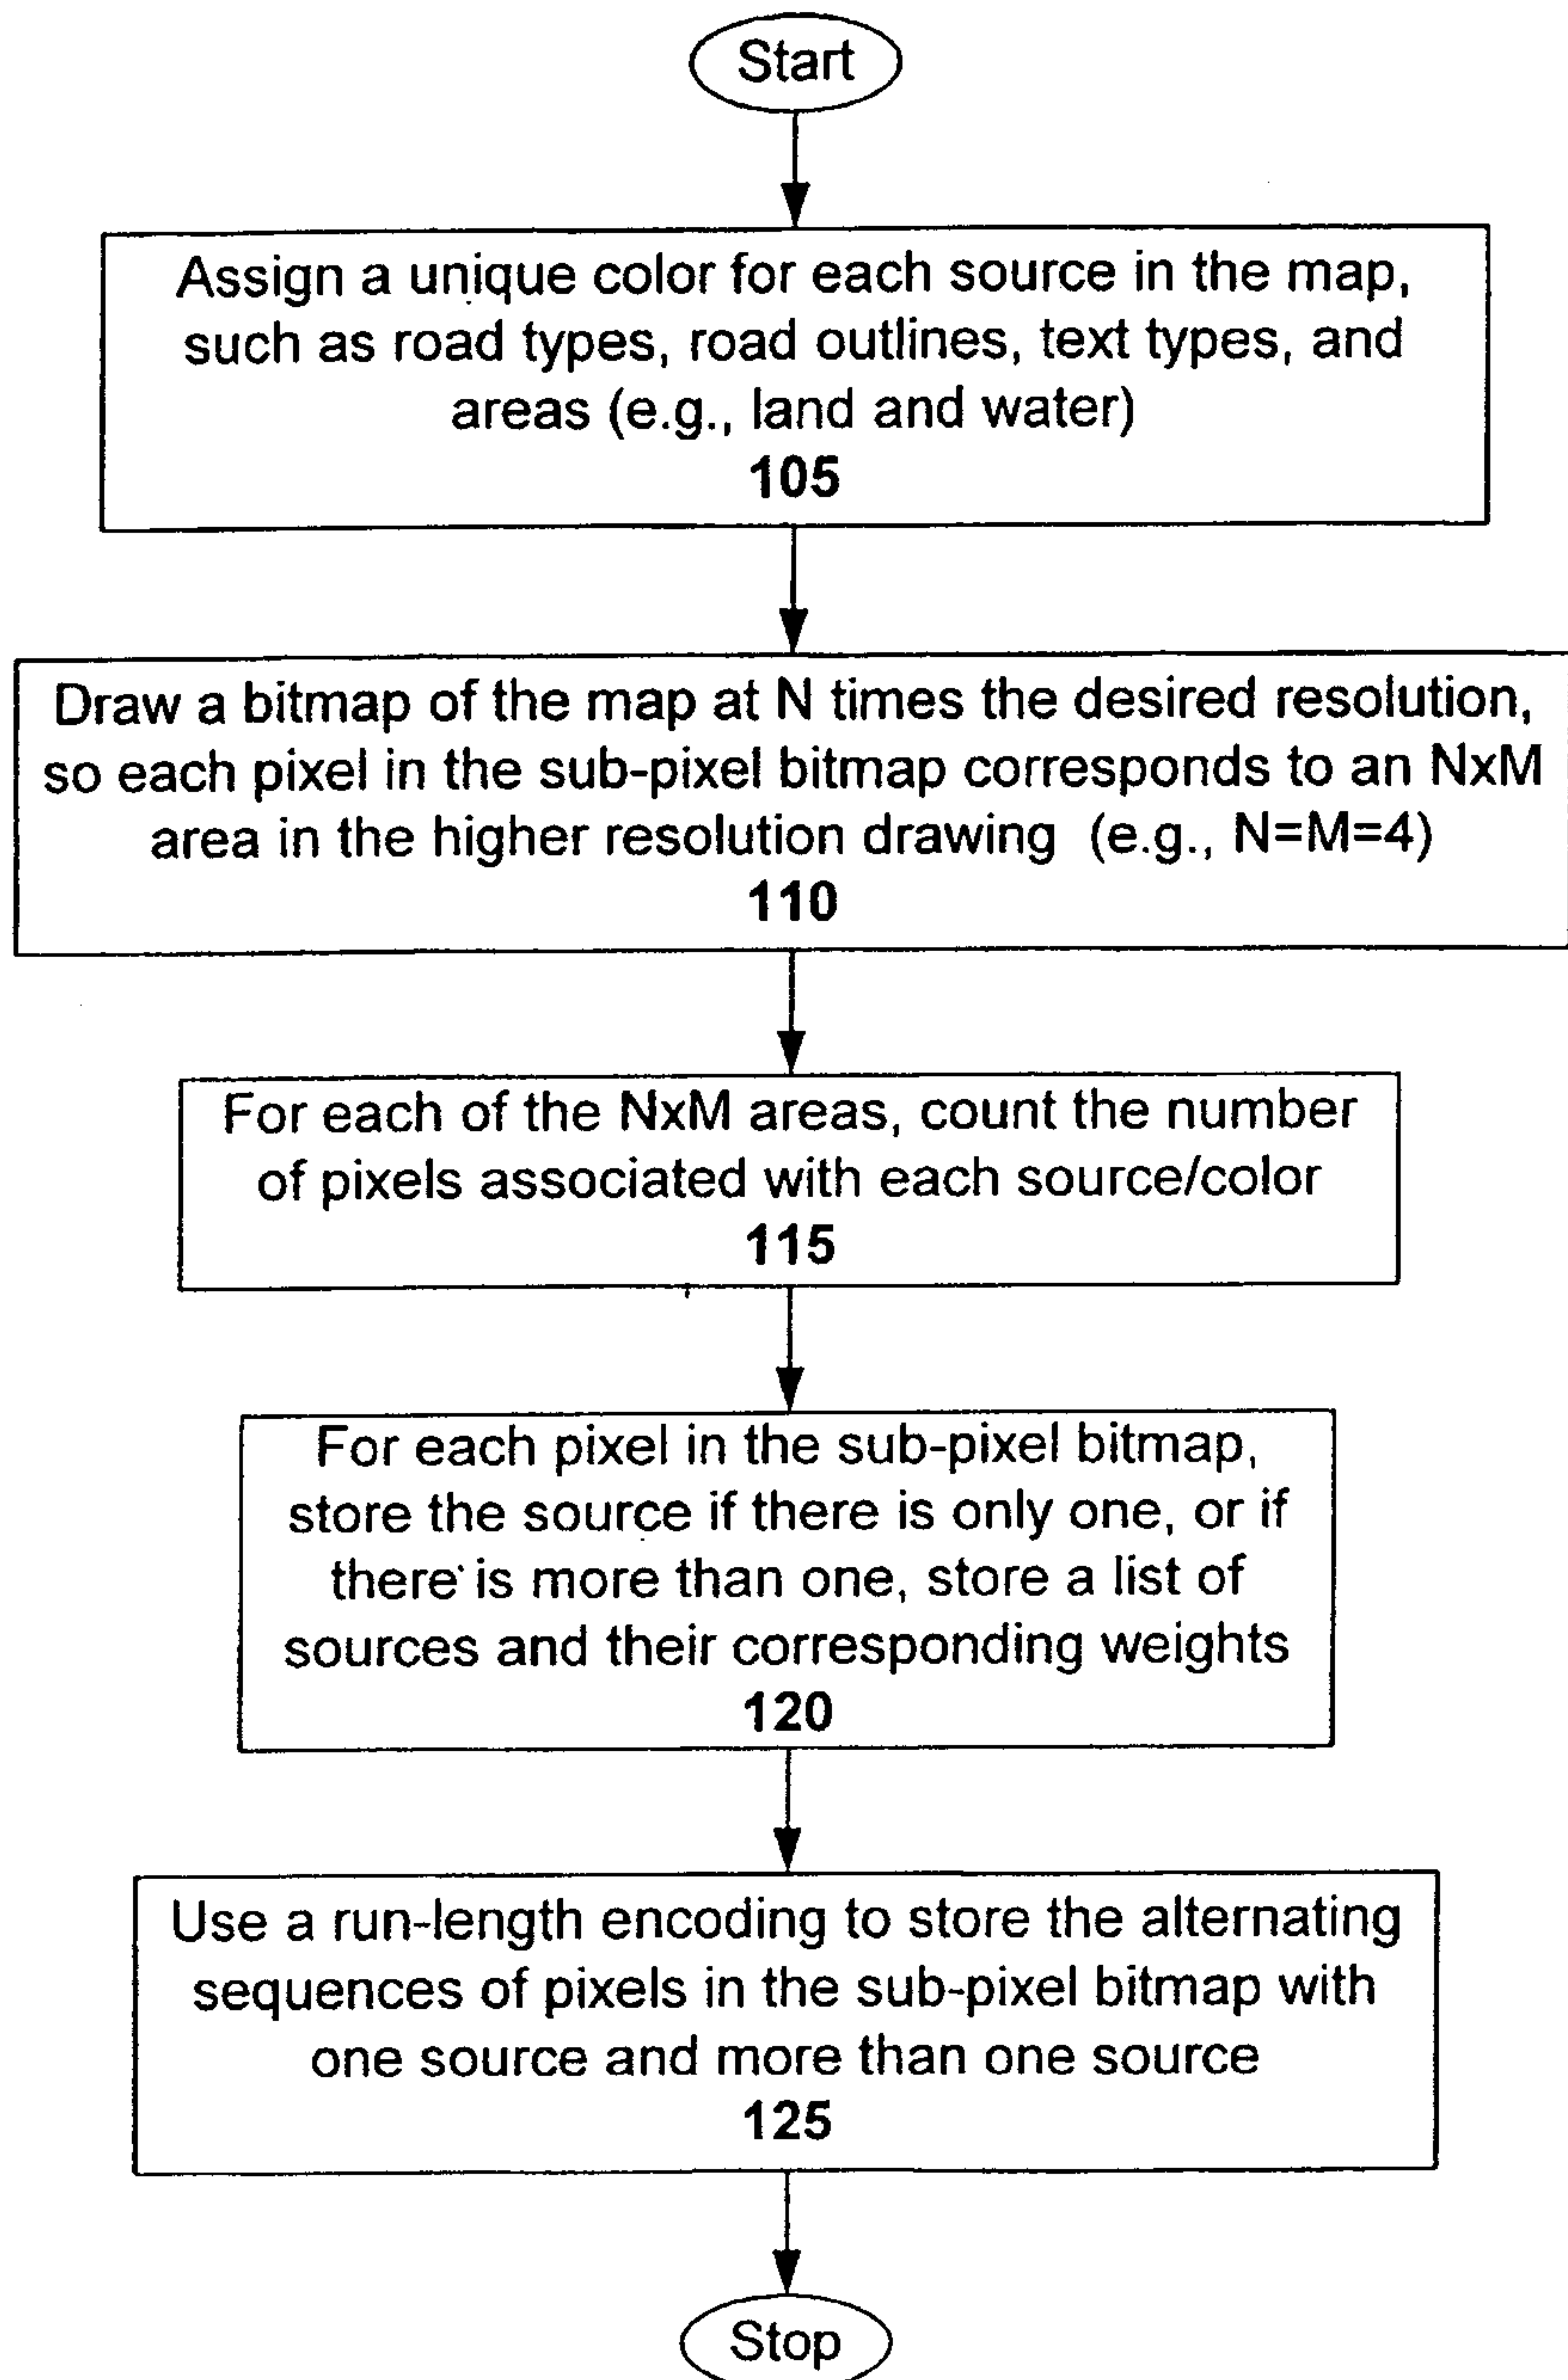 Start
Assign a unique color for each source in the map,
such as road types, road outlines, text types, and
areas (e.g., land and water)
105
Draw a bitmap of the map at N times the desired resolution,
so each pixel in the sub-pixel bitmap corresponds to an NxM
area in the higher resolution drawing (e.g., N=M=4)
110
For each of the NxM areas, count the number
of pixels associated with each source/color
115
For each pixel in the sub-pixel bitmap,
store the source if there is only one, or if
there is more than one, store a list of
sources and their corresponding weights
120
Use a run-length encoding to store the alternating
sequences of pixels in the sub-pixel bitmap with
one source and more than one source
125
Stop